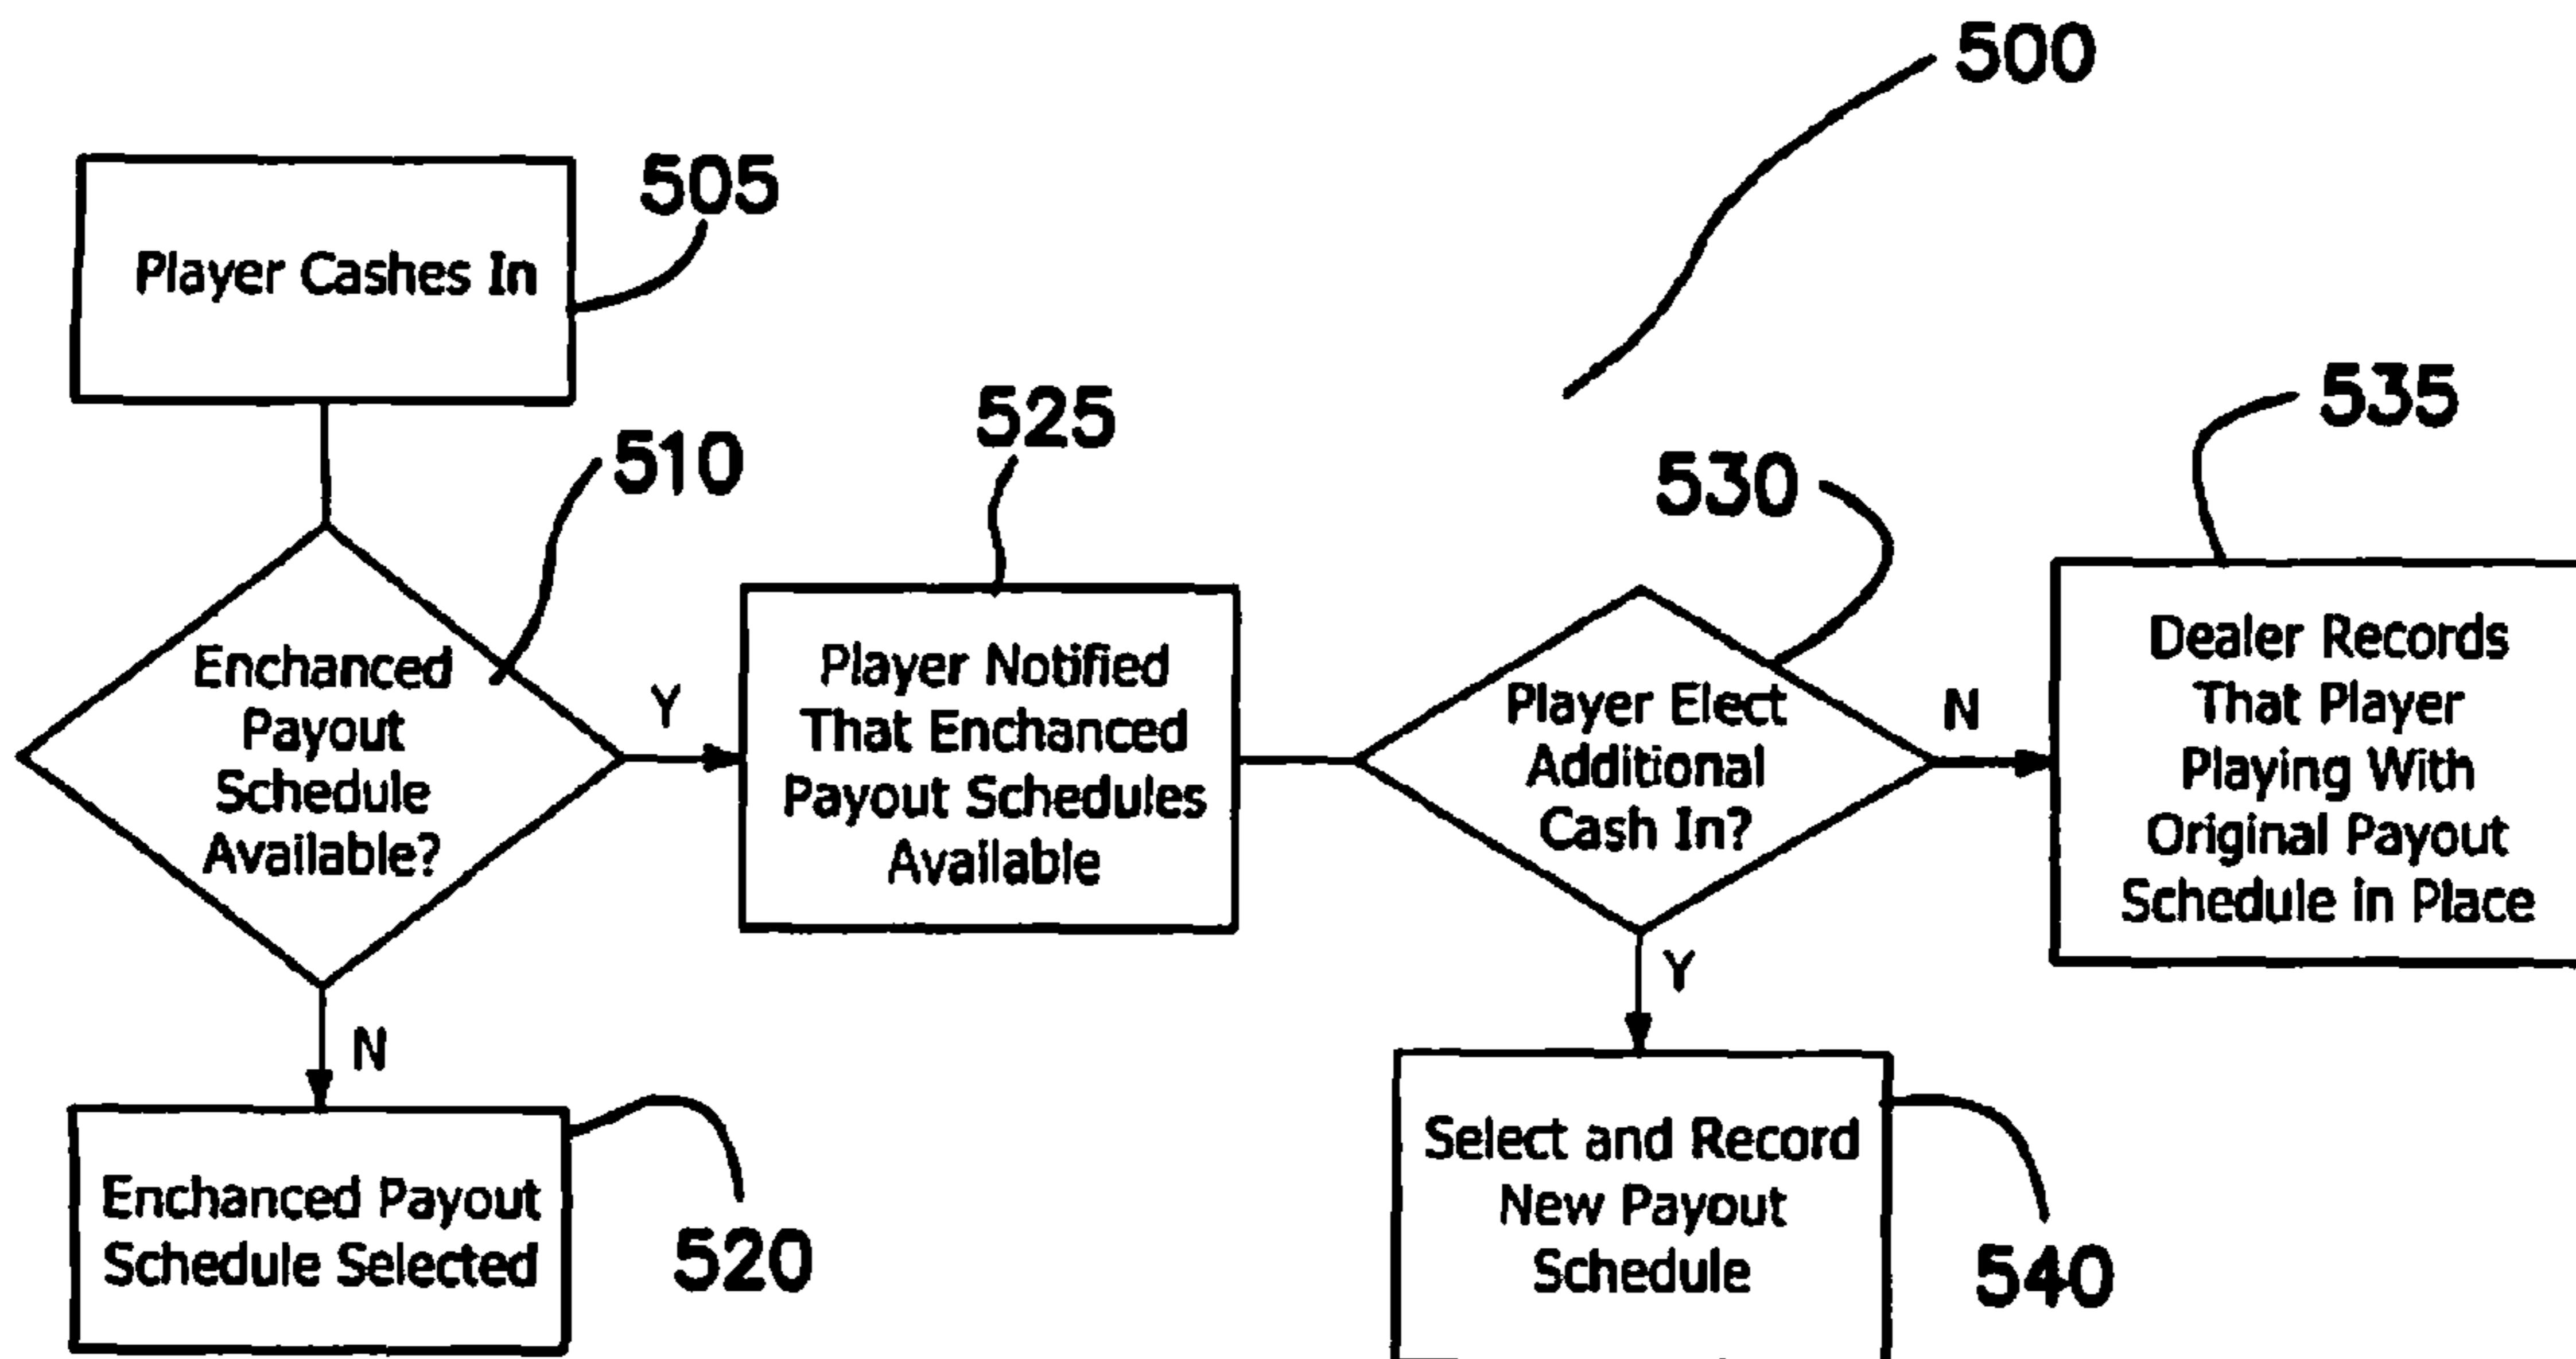 500
505
Player Cashes In
510
Enchanced
Payout
Schedule
Available?
Y
N
525
Player Notified
That Enchanced
Payout Schedules
Available
530
Player Elect
Additional
Cash In?
N
Y
535
Dealer Records
That Player
Playing With
Original Payout
Schedule in Place
Enchanced Payout
Schedule Selected
520
Select and Record
New Payout
Schedule
540